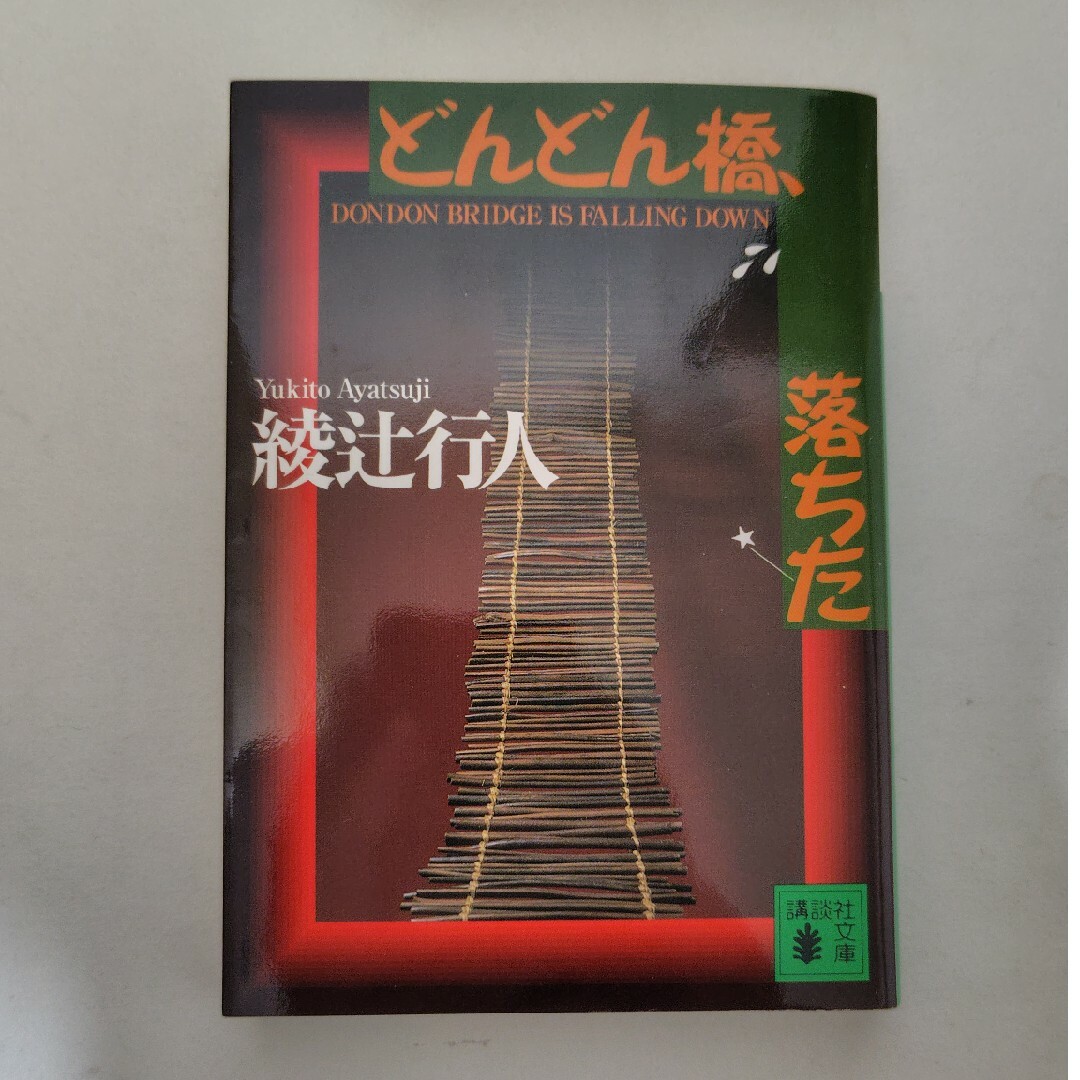 どんどん橋、
DONDON BRIDGE IS FALLING DOWN
落ちた
Yukito Ayatsuji
綾辻行人
講談社
文庫